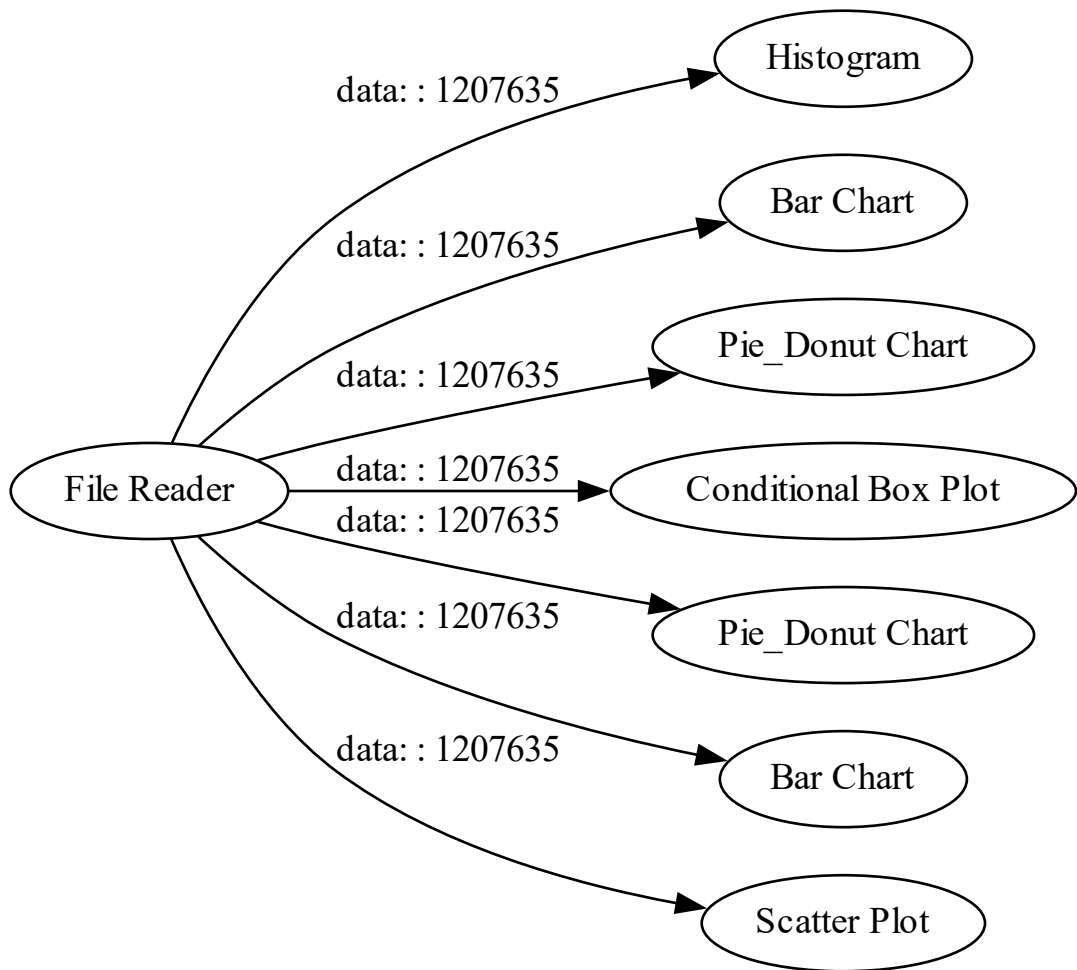 Histogram
data: : 1207635
Bar Chart
data: : 1207635
Pie_Donut Chart
data: : 1207635
data: : 1207635
File Reader
Conditional Box Plot
data: : 1207635
data: : 1207635
Pie_Donut Chart
data: : 1207635
Bar Chart
Scatter Plot